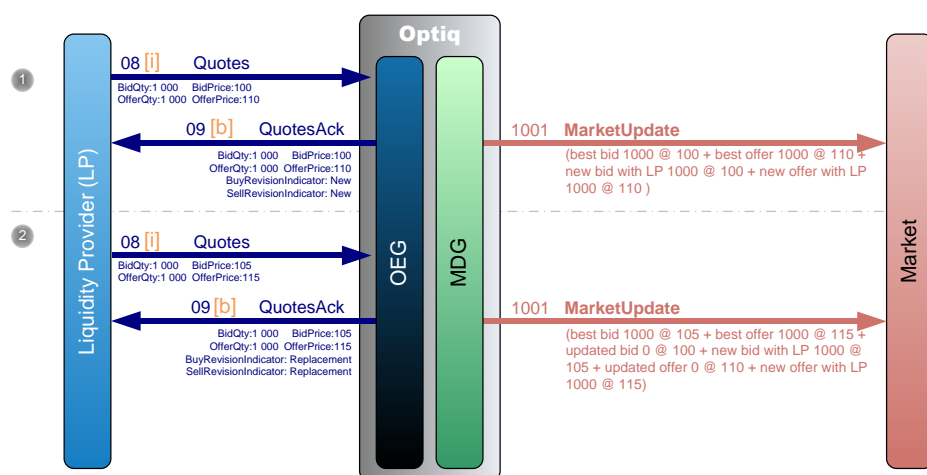 Optiq
1
08 [i] Quotes
BidQty:1 000 BidPrice:100
OfferQty:1 000 OfferPrice:110
09 [b] QuotesAck
BidQty:1 000 BidPrice:100
OfferQty:1 000 OfferPrice:110
BuyRevisionIndicator: New
SellRevisionIndicator: New
1001 MarketUpdate
(best bid 1000 @ 100 + best offer 1000 @ 110 +
new bid with LP 1000 @ 100 + new offer with LP
1000 @ 110 )
Liquidity Provider (LP)
OEG
MDG
Market
2
08 [i] Quotes
BidQty:1 000 BidPrice:105
OfferQty:1 000 OfferPrice:115
09 [b] QuotesAck
BidQty:1 000 BidPrice:105
OfferQty:1 000 OfferPrice:115
BuyRevisionIndicator: Replacement
SellRevisionIndicator: Replacement
1001 MarketUpdate
(best bid 1000 @ 105 + best offer 1000 @ 115 +
updated bid 0 @ 100 + new bid with LP 1000 @
105 + updated offer 0 @ 110 + new offer with LP
1000 @ 115)